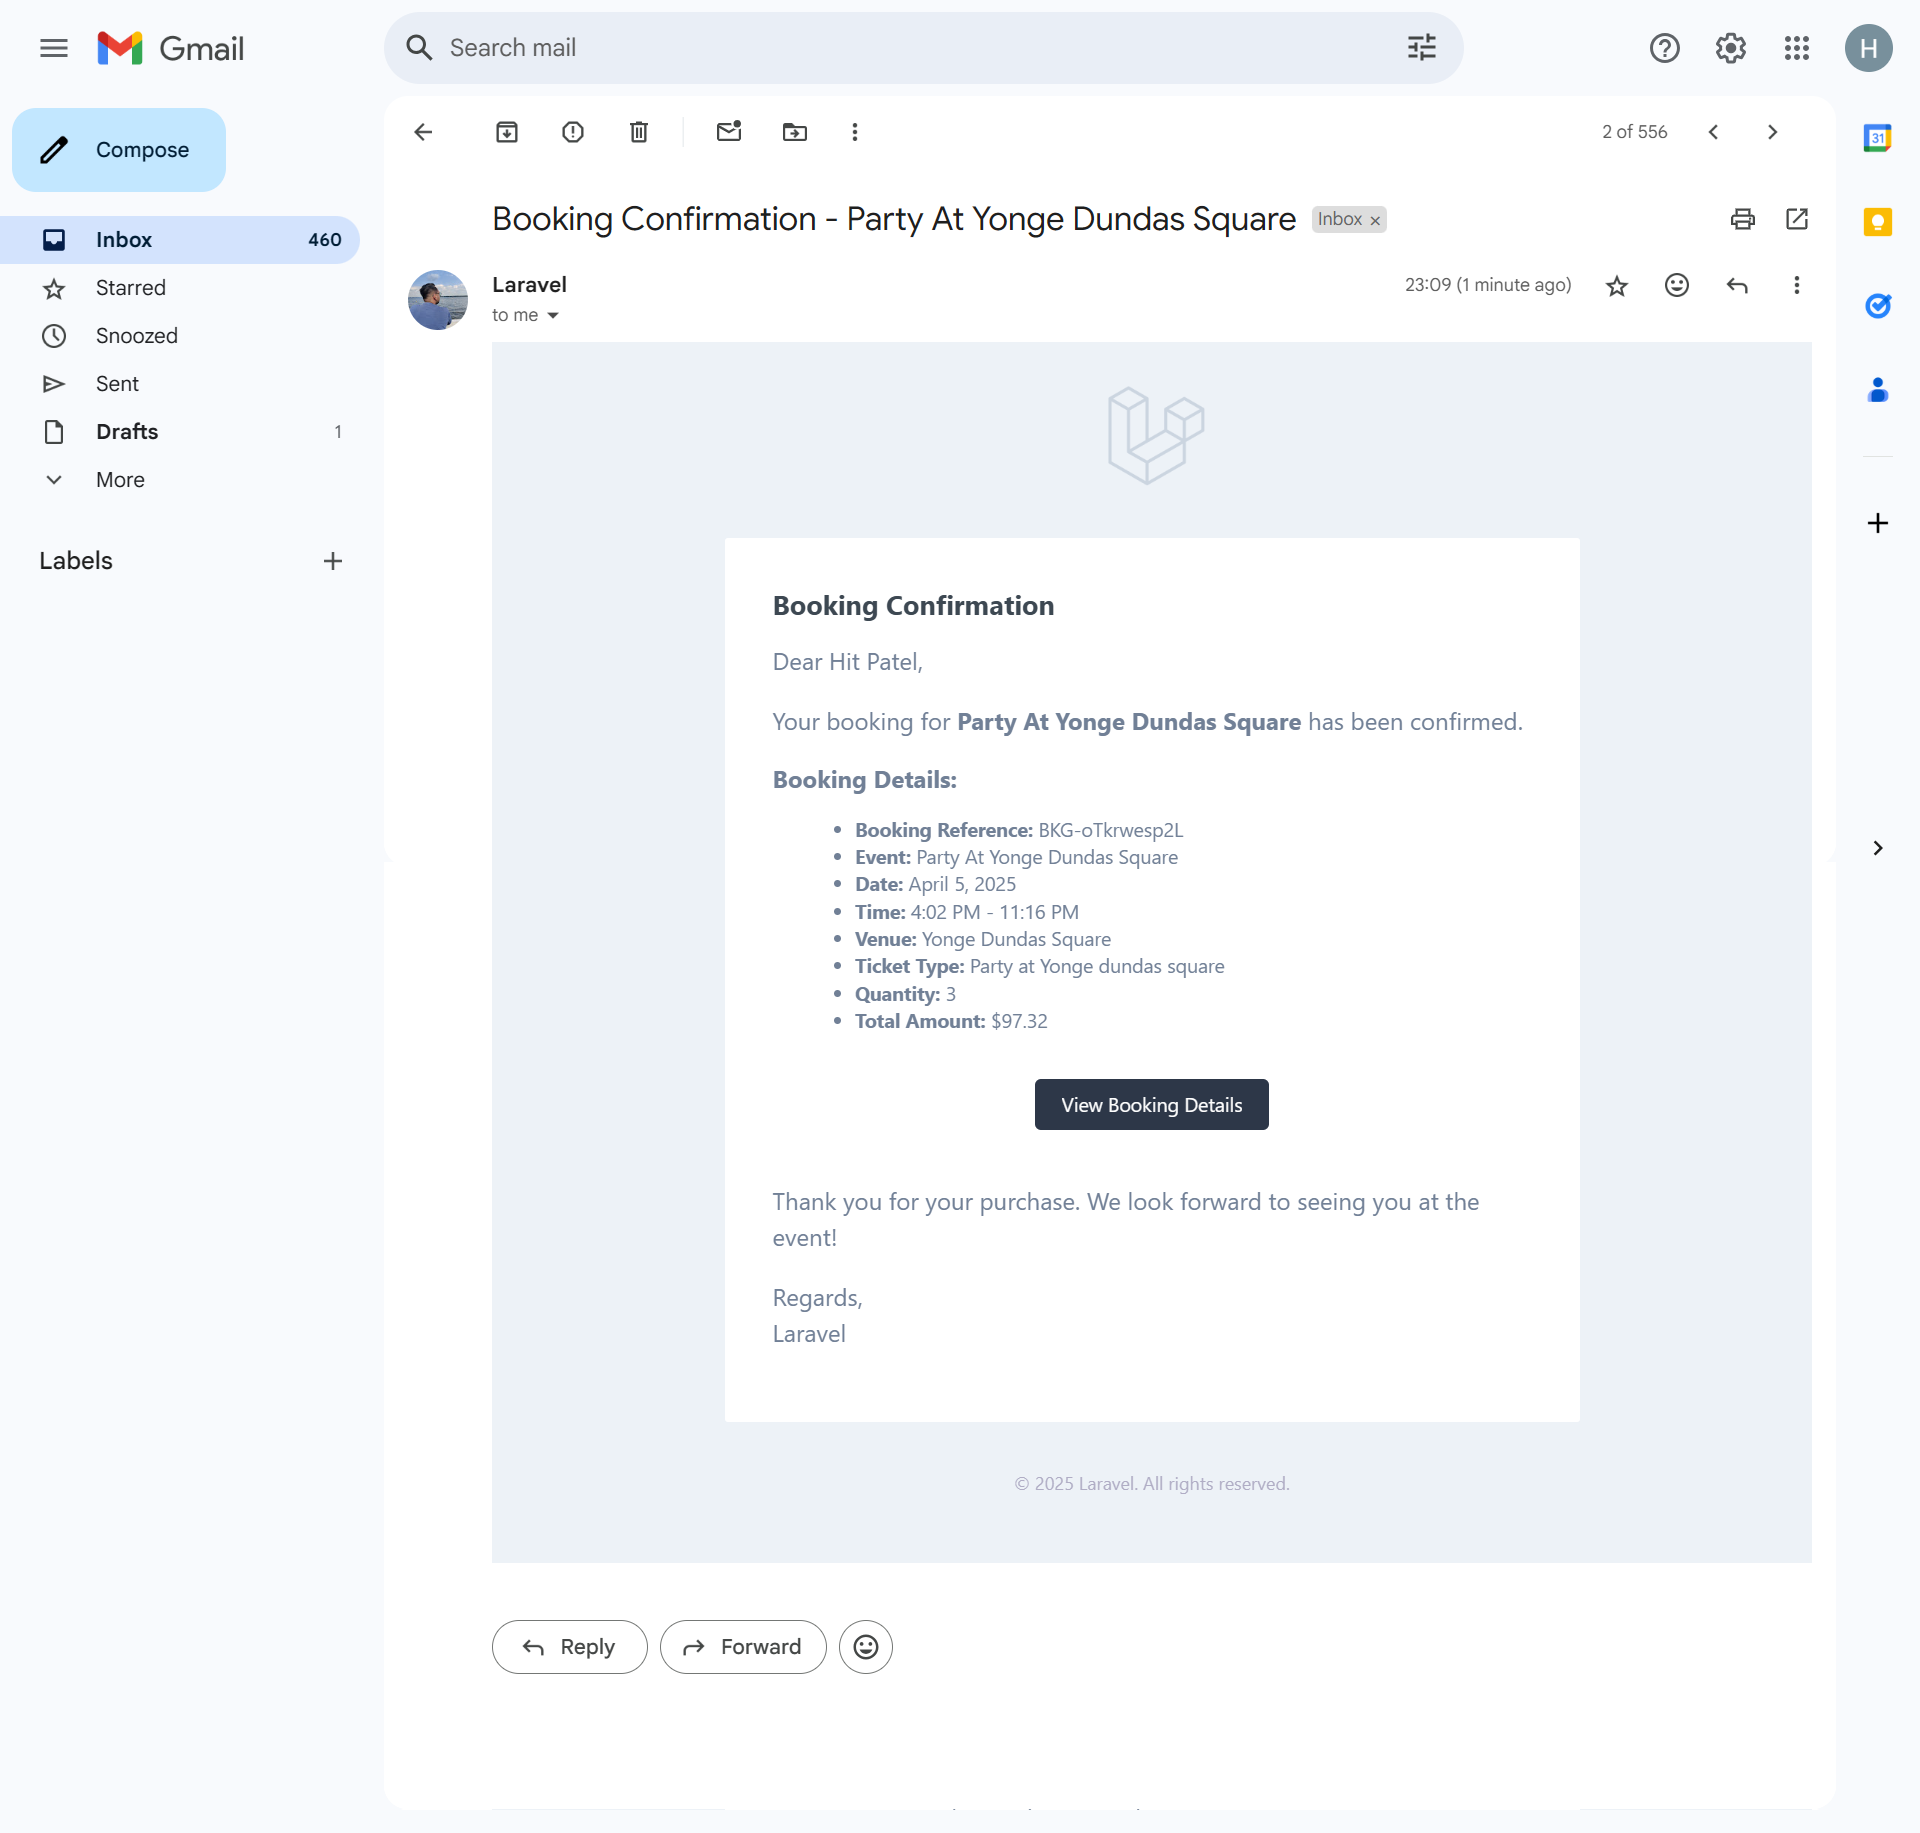 Gmail
Search mail
H
Compose
2 of 556
31
Inbox 460
Starred
Snoozed
Sent
Drafts 1
More
Labels
Booking Confirmation - Party At Yonge Dundas Square Inbox x
Laravel
23:09 (1 minute ago)
to me
Booking Confirmation
Dear Hit Patel,
Your booking for Party At Yonge Dundas Square has been confirmed.
Booking Details:
• Booking Reference: BKG-oTkrwesp2L
• Event: Party At Yonge Dundas Square
• Date: April 5, 2025
• Time: 4:02 PM - 11:16 PM
• Venue: Yonge Dundas Square
• Ticket Type: Party at Yonge dundas square
• Quantity: 3
• Total Amount: $97.32
View Booking Details
Thank you for your purchase. We look forward to seeing you at the
event!
Regards,
Laravel
© 2025 Laravel. All rights reserved.
Reply
Forward